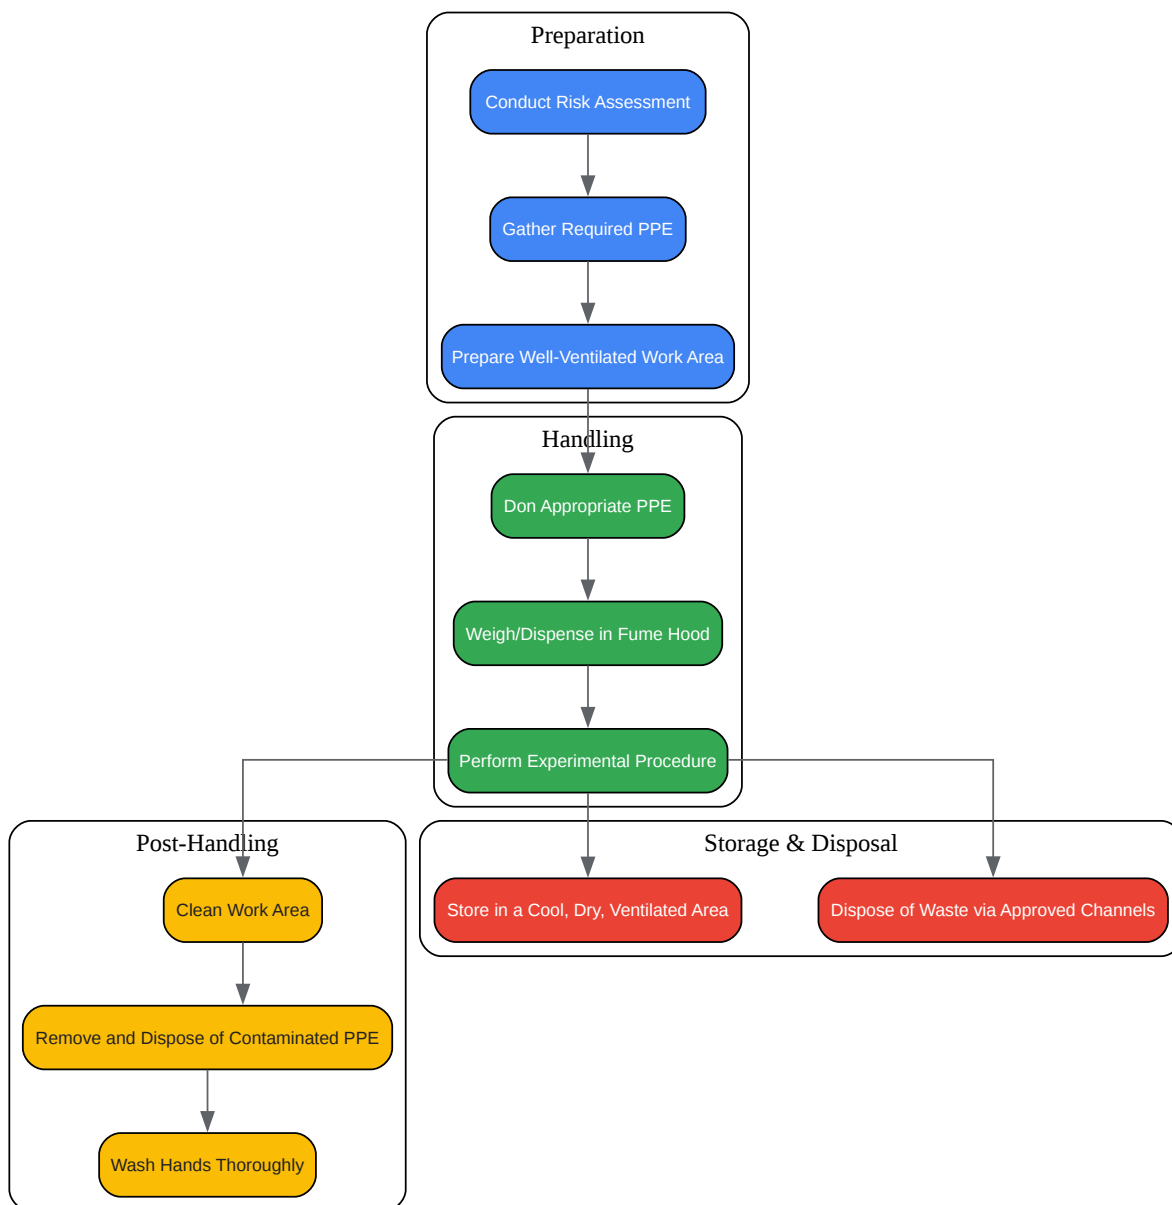 Preparation
Conduct Risk Assessment
Gather Required PPE
Prepare Well-Ventilated Work Area
Handling
Don Appropriate PPE
Weigh/Dispense in Fume Hood
Perform Experimental Procedure
Post-Handling
Clean Work Area
Remove and Dispose of Contaminated PPE
Wash Hands Thoroughly
Storage & Disposal
Store in a Cool, Dry, Ventilated Area
Dispose of Waste via Approved Channels